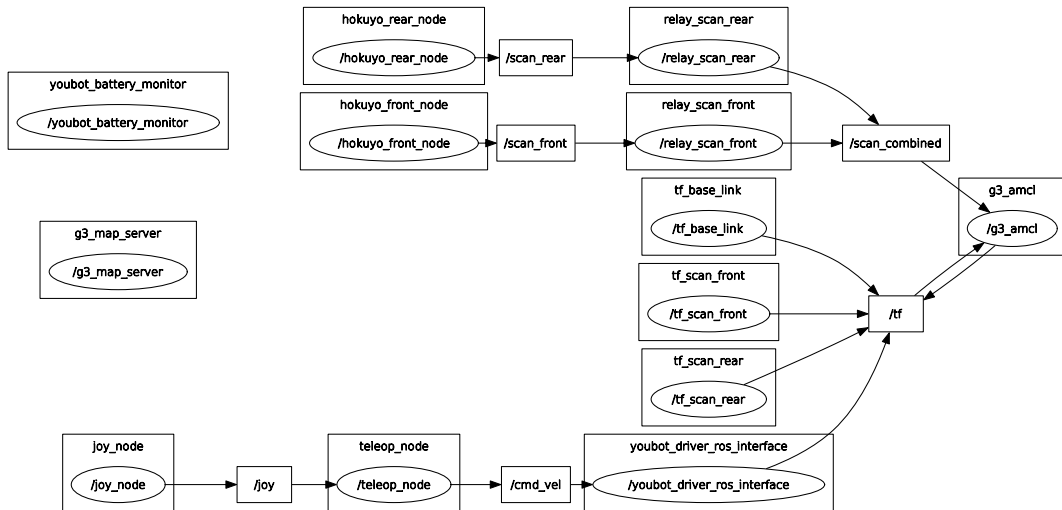 hokuyo_rear_node
/hokuyo_rear_node
/scan_rear
relay_scan_rear
/relay_scan_rear
youbot_battery_monitor
/youbot_battery_monitor
hokuyo_front_node
/hokuyo_front_node
/scan_front
relay_scan_front
/relay_scan_front
/scan_combined
g3_amcl
/g3_amcl
tf_base_link
/tf_base_link
g3_map_server
/g3_map_server
tf_scan_front
/tf_scan_front
/tf
tf_scan_rear
/tf_scan_rear
joy_node
/joy_node
/joy
teleop_node
/teleop_node
/cmd_vel
youbot_driver_ros_interface
/youbot_driver_ros_interface